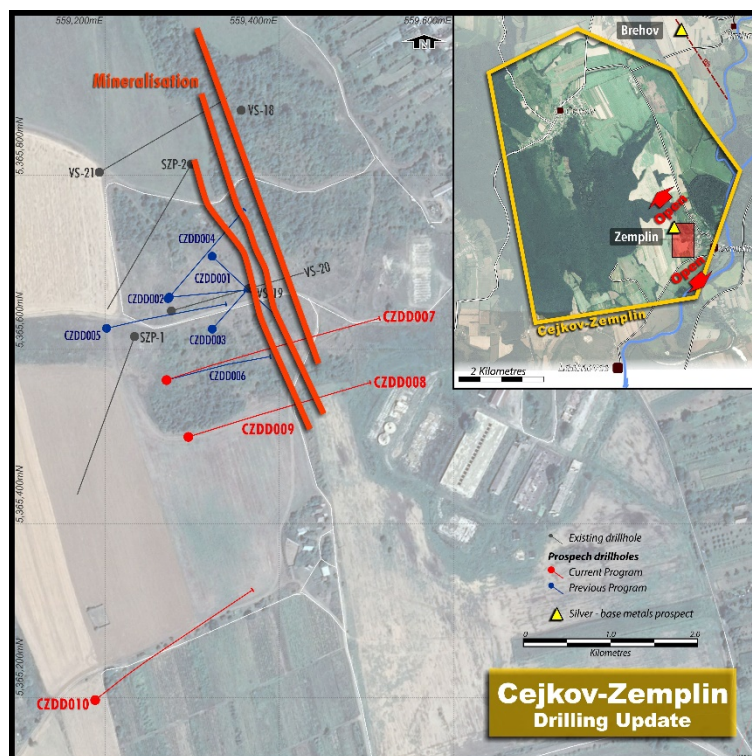 559,200mE
559,400mE
559,600mE
5,365,800mN
5,365,600mN
5,365,400mN
5,365,200mN
N
Mineralisation
VS-18
VS-21
SZP-2
CZDD004
CZDD001
VS-20
CZDD002
VS-19
CZDD005
SZP-1
CZDD003
CZDD007
CZDD006
CZDD008
CZDD009
CZDD010
Brehov
Open
Zemplin
Open
Cejkov-Zemplin
2 Kilometres
Existing drillhole
Prospech drillholes
Current Program
Previous Program
Silver - base metals prospect
0 1.0 2.0
Kilometres
Cejkov-Zemplin
Drilling Update